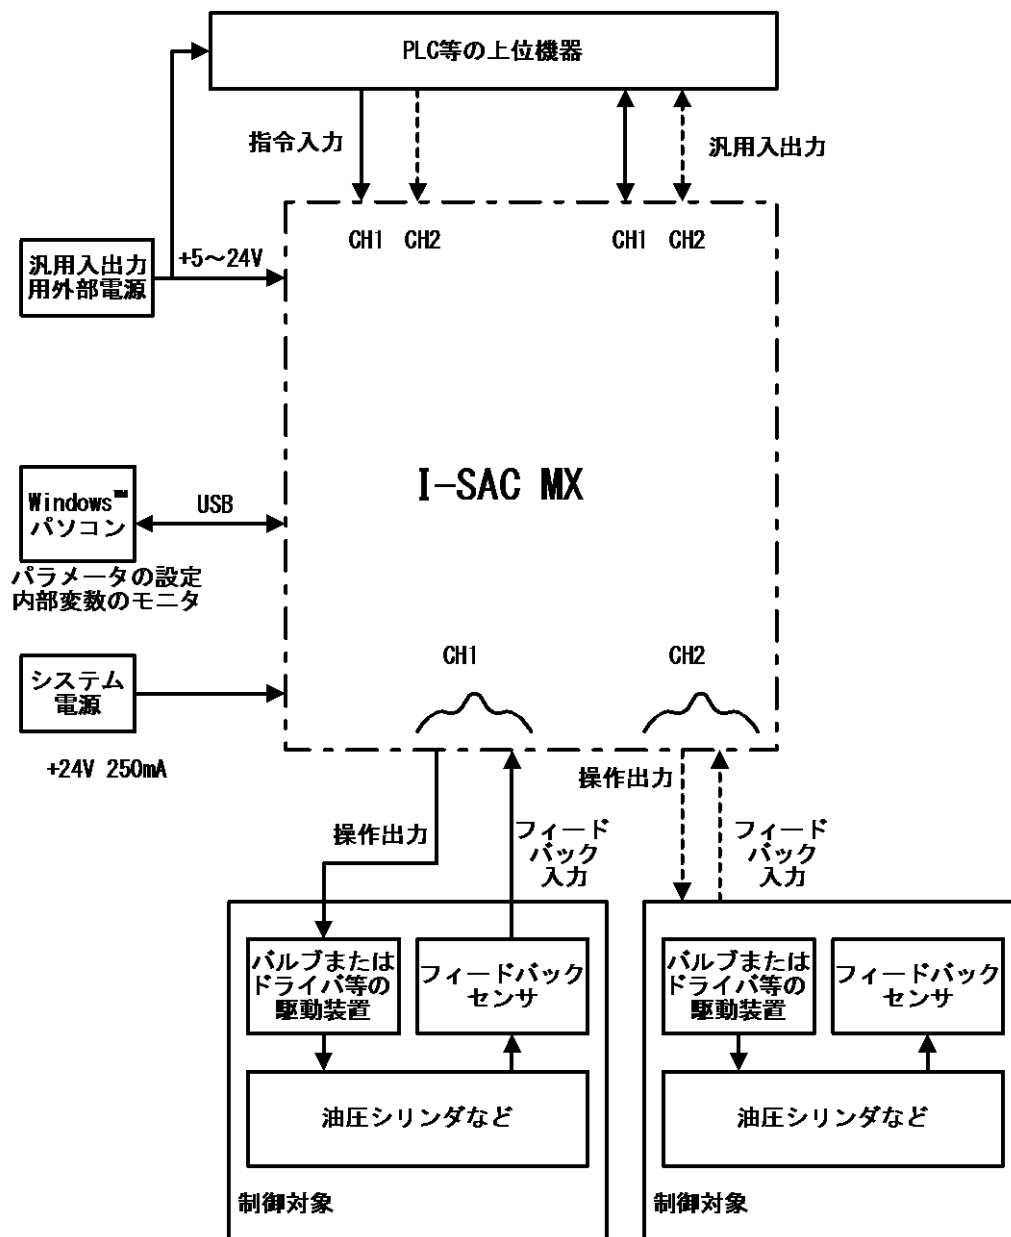 PLC等の上位機器
指令入力
汎用入出力
CH1 CH2
CH1 CH2
汎用入出力
用外部電源
+5～24V
I-SAC MX
Windows™
パソコン
USB
パラメータの設定
内部変数のモニタ
システム
電源
+24V 250mA
CH1
CH2
操作出力
フィード
バック
入力
操作出力
フィード
バック
入力
バルブまたは
ドライバ等の
駆動装置
フィードバック
センサ
油圧シリンダなど
制御対象
バルブまたは
ドライバ等の
駆動装置
フィードバック
センサ
油圧シリンダなど
制御対象